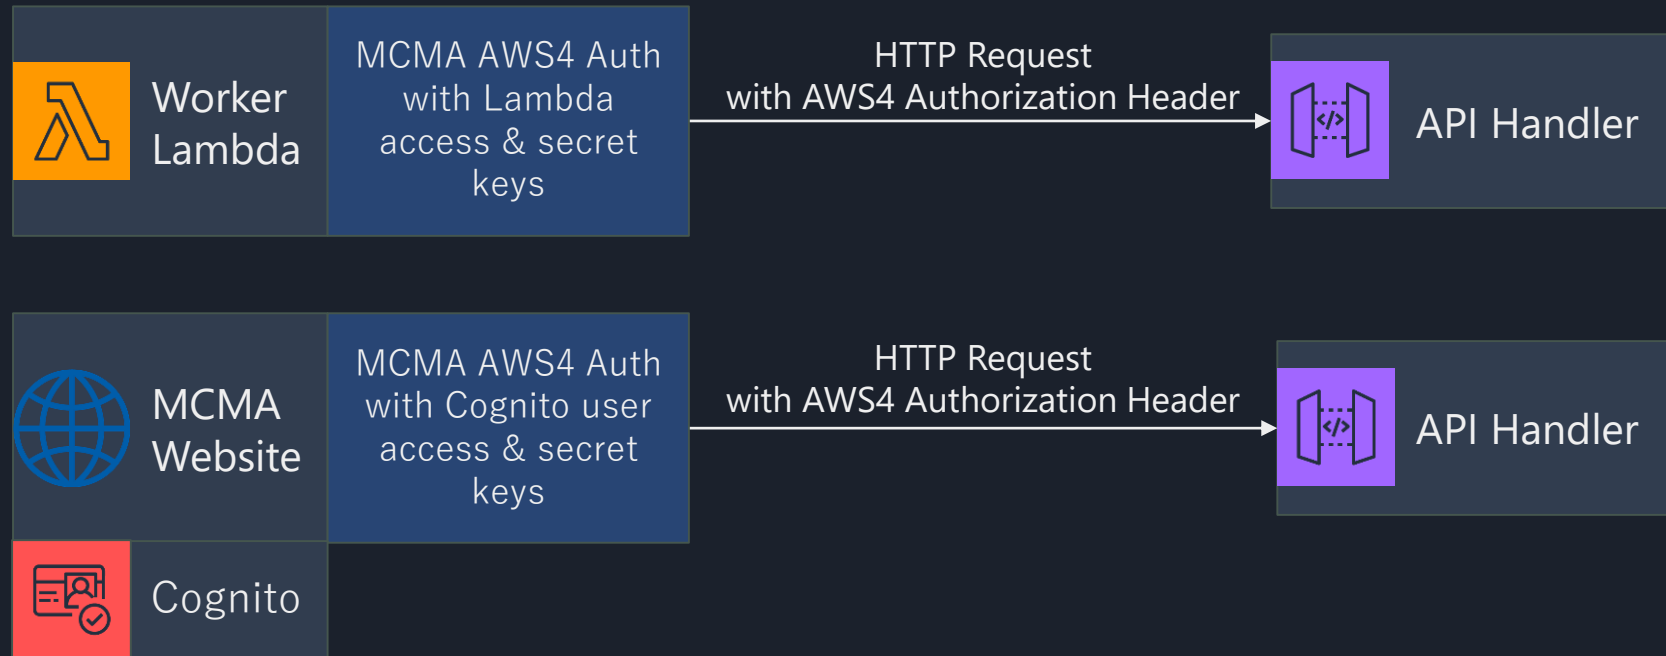 Worker
Lambda
MCMA AWS4 Auth
with Lambda
access & secret
keys
HTTP Request
with AWS4 Authorization Header
</>
API Handler
MCMA
Website
MCMA AWS4 Auth
with Cognito user
access & secret
keys
HTTP Request
with AWS4 Authorization Header
</>
API Handler
Cognito